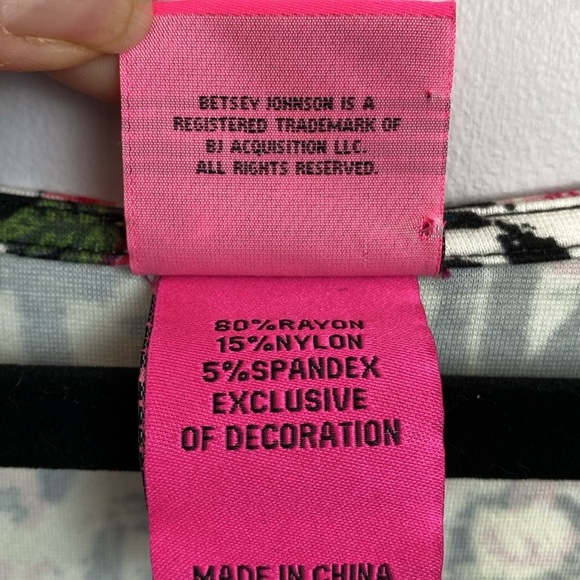 BETSEY JOHNSON IS A
REGISTERED TRADEMARK OF
BJ ACQUISITION LLC.
ALL RIGHTS RESERVED.
80%RAYON
15%NYLON
5%SPANDEX
EXCLUSIVE
OF DECORATION
MADE IN CHINA